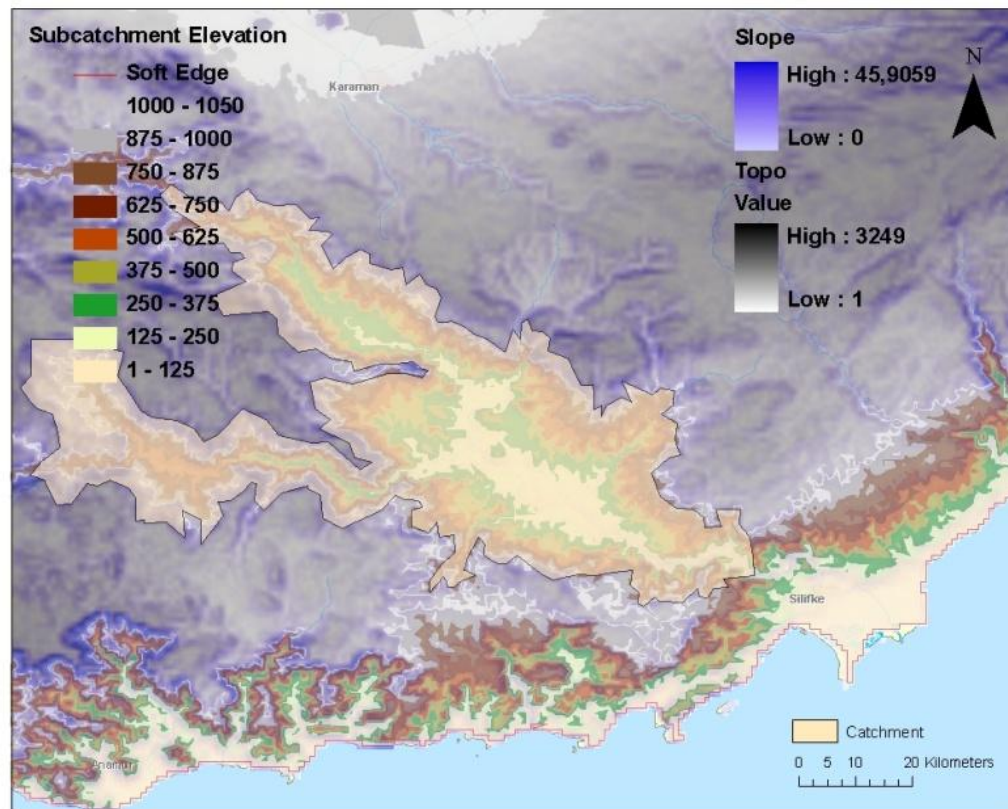 Subcatchment Elevation
Soft Edge
1000 - 1050
875 - 1000
750 - 875
625 - 750
500 - 625
375 - 500
250 - 375
125 - 250
1 - 125
Karaman
Slope
High : 45,9059
Low : 0
Topo
Value
High : 3249
Low : 1
N
Silifke
Anamur
Catchment
0 5 10 20 Kilometers